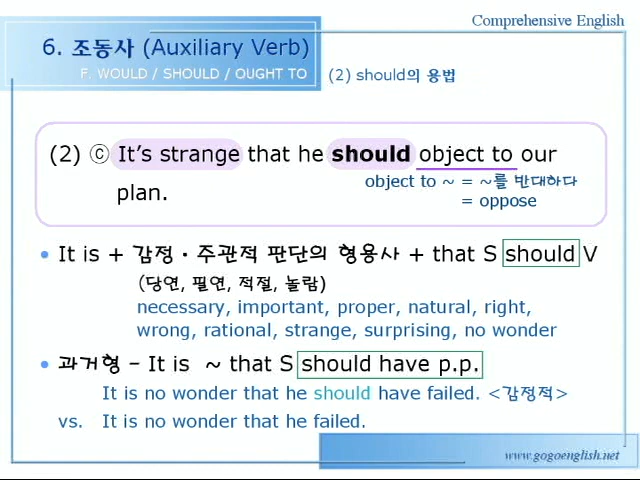 Comprehensive English
6. 조동사 (Auxiliary Verb)
F. WOULD / SHOULD / OUGHT TO
(2) should의 용법
(2) ⓒ It's strange that he should object to our
plan.
object to ~ = ~를 반대하다
= oppose
• It is + 감정・주관적 판단의 형용사 + that S should V
(당연, 필연, 적절, 놀람)
necessary, important, proper, natural, right,
wrong, rational, strange, surprising, no wonder
• 과거형 – It is ~ that S should have p.p.
It is no wonder that he should have failed. <감정적>
vs. It is no wonder that he failed.
www.gogoenglish.net